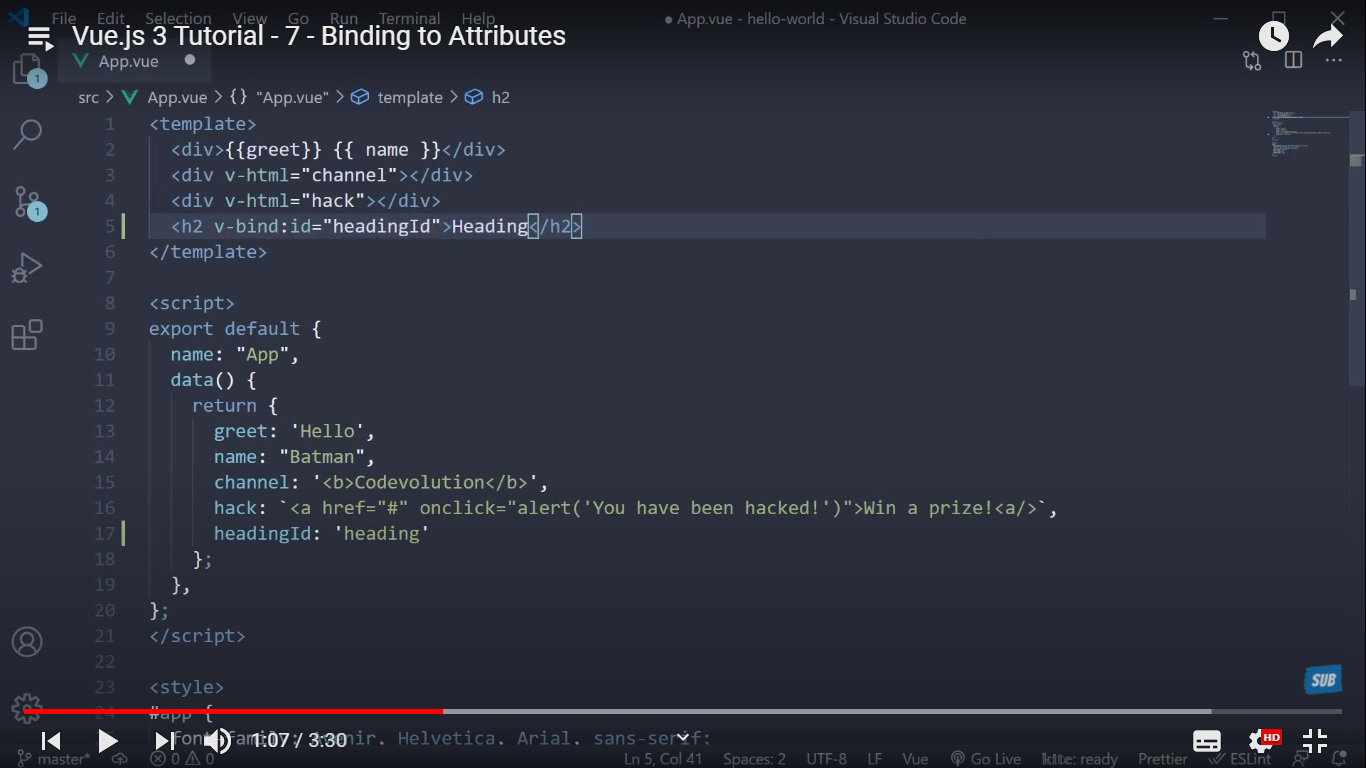 File Edit Selection View Go Run Terminal Help ● App.vue - hello-world - Visual Studio Code
Vue.js 3 Tutorial - 7 - Binding to Attributes
App.vue
src > App.vue > {} "App.vue" > template > h2
1 <template>
2 <div>{{greet}} {{ name }}</div>
3 <div v-html="channel"></div>
4 <div v-html="hack"></div>
5 <h2 v-bind:id="headingId">Heading</h2>
6 </template>
7
8 <script>
9 export default {
10 name: "App",
11 data() {
12 return {
13 greet: 'Hello',
14 name: "Batman",
15 channel: '<b>Codevolution</b>',
16 hack: `<a href="#" onclick="alert('You have been hacked!')">Win a prize!<a/>`,
17 headingId: 'heading'
18 };
19 },
20 };
21 </script>
22
23 <style>
24 #app {
font-family: Avenir, Helvetica, Arial, sans-serif;
1
1
SUB
1:07 / 3:30
HD
master* 0 0 Ln 5, Col 41 Spaces: 2 UTF-8 LF Vue Go Live kite: ready Prettier ESLint